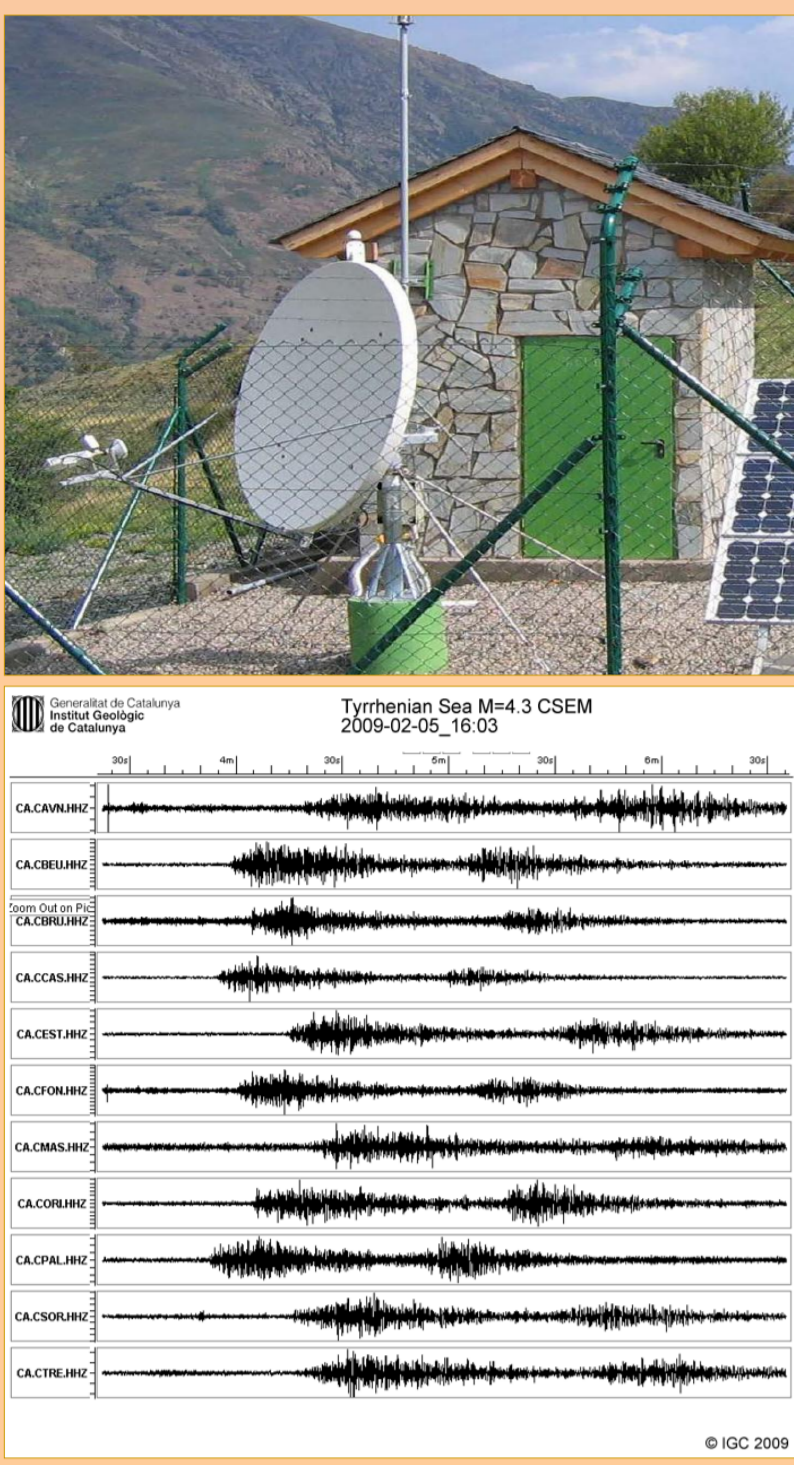 Generalitat de Catalunya
Institut Geològic
de Catalunya
Tyrrhenian Sea M=4.3 CSEM
2009-02-05_16:03
30s 4m 30s 5m 30s 6m 30s
CA.CAVN.HHZ
CA.CBEU.HHZ
Zoom Out on Pic
CA.CBRU.HHZ
CA.CCAS.HHZ
CA.CEST.HHZ
CA.CFON.HHZ
CA.CMAS.HHZ
CA.CORI.HHZ
CA.CPAL.HHZ
CA.CSOR.HHZ
CA.CTRE.HHZ
© IGC 2009